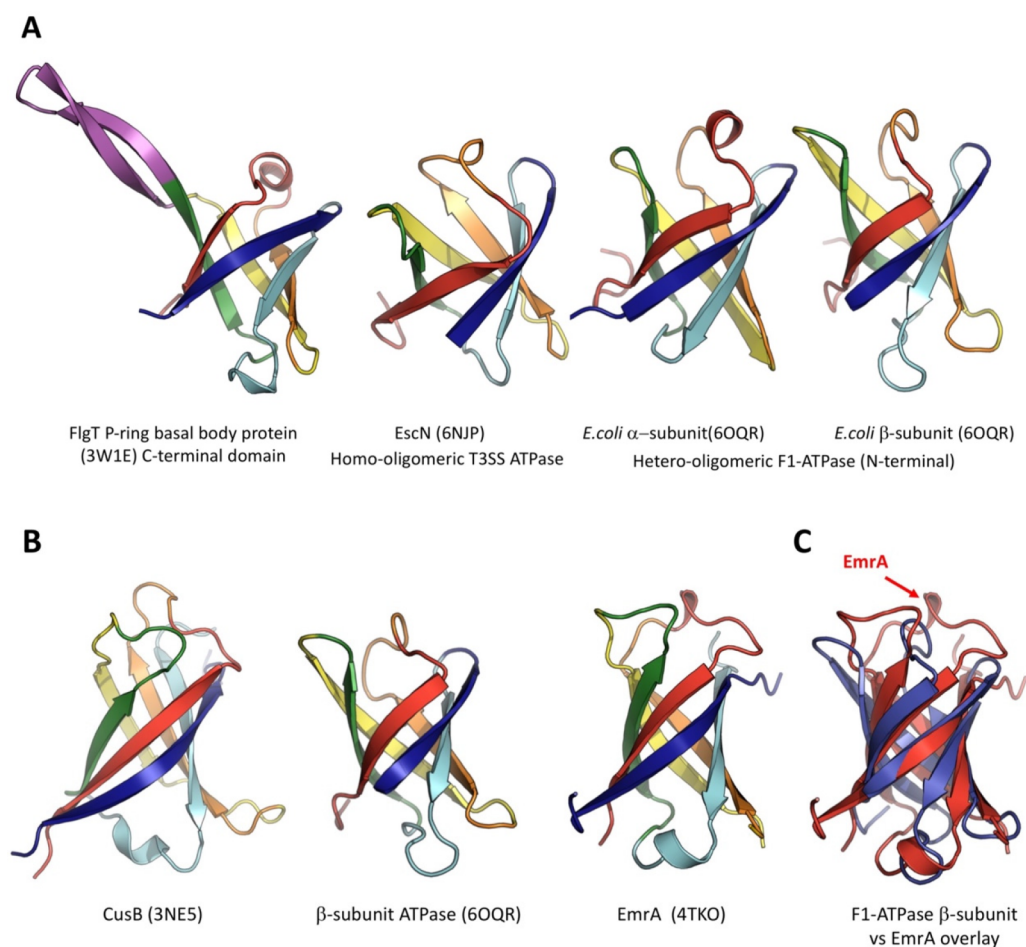 A
FlgT P-ring basal body protein
(3W1E) C-terminal domain
EscN (6NJP)
Homo-oligomeric T3SS ATPase
E.coli α−subunit(6OQR)
E.coli β-subunit (6OQR)
Hetero-oligomeric F1-ATPase (N-terminal)
B
C
EmrA
CusB (3NE5)
β-subunit ATPase (6OQR)
EmrA (4TKO)
F1-ATPase β-subunit
vs EmrA overlay